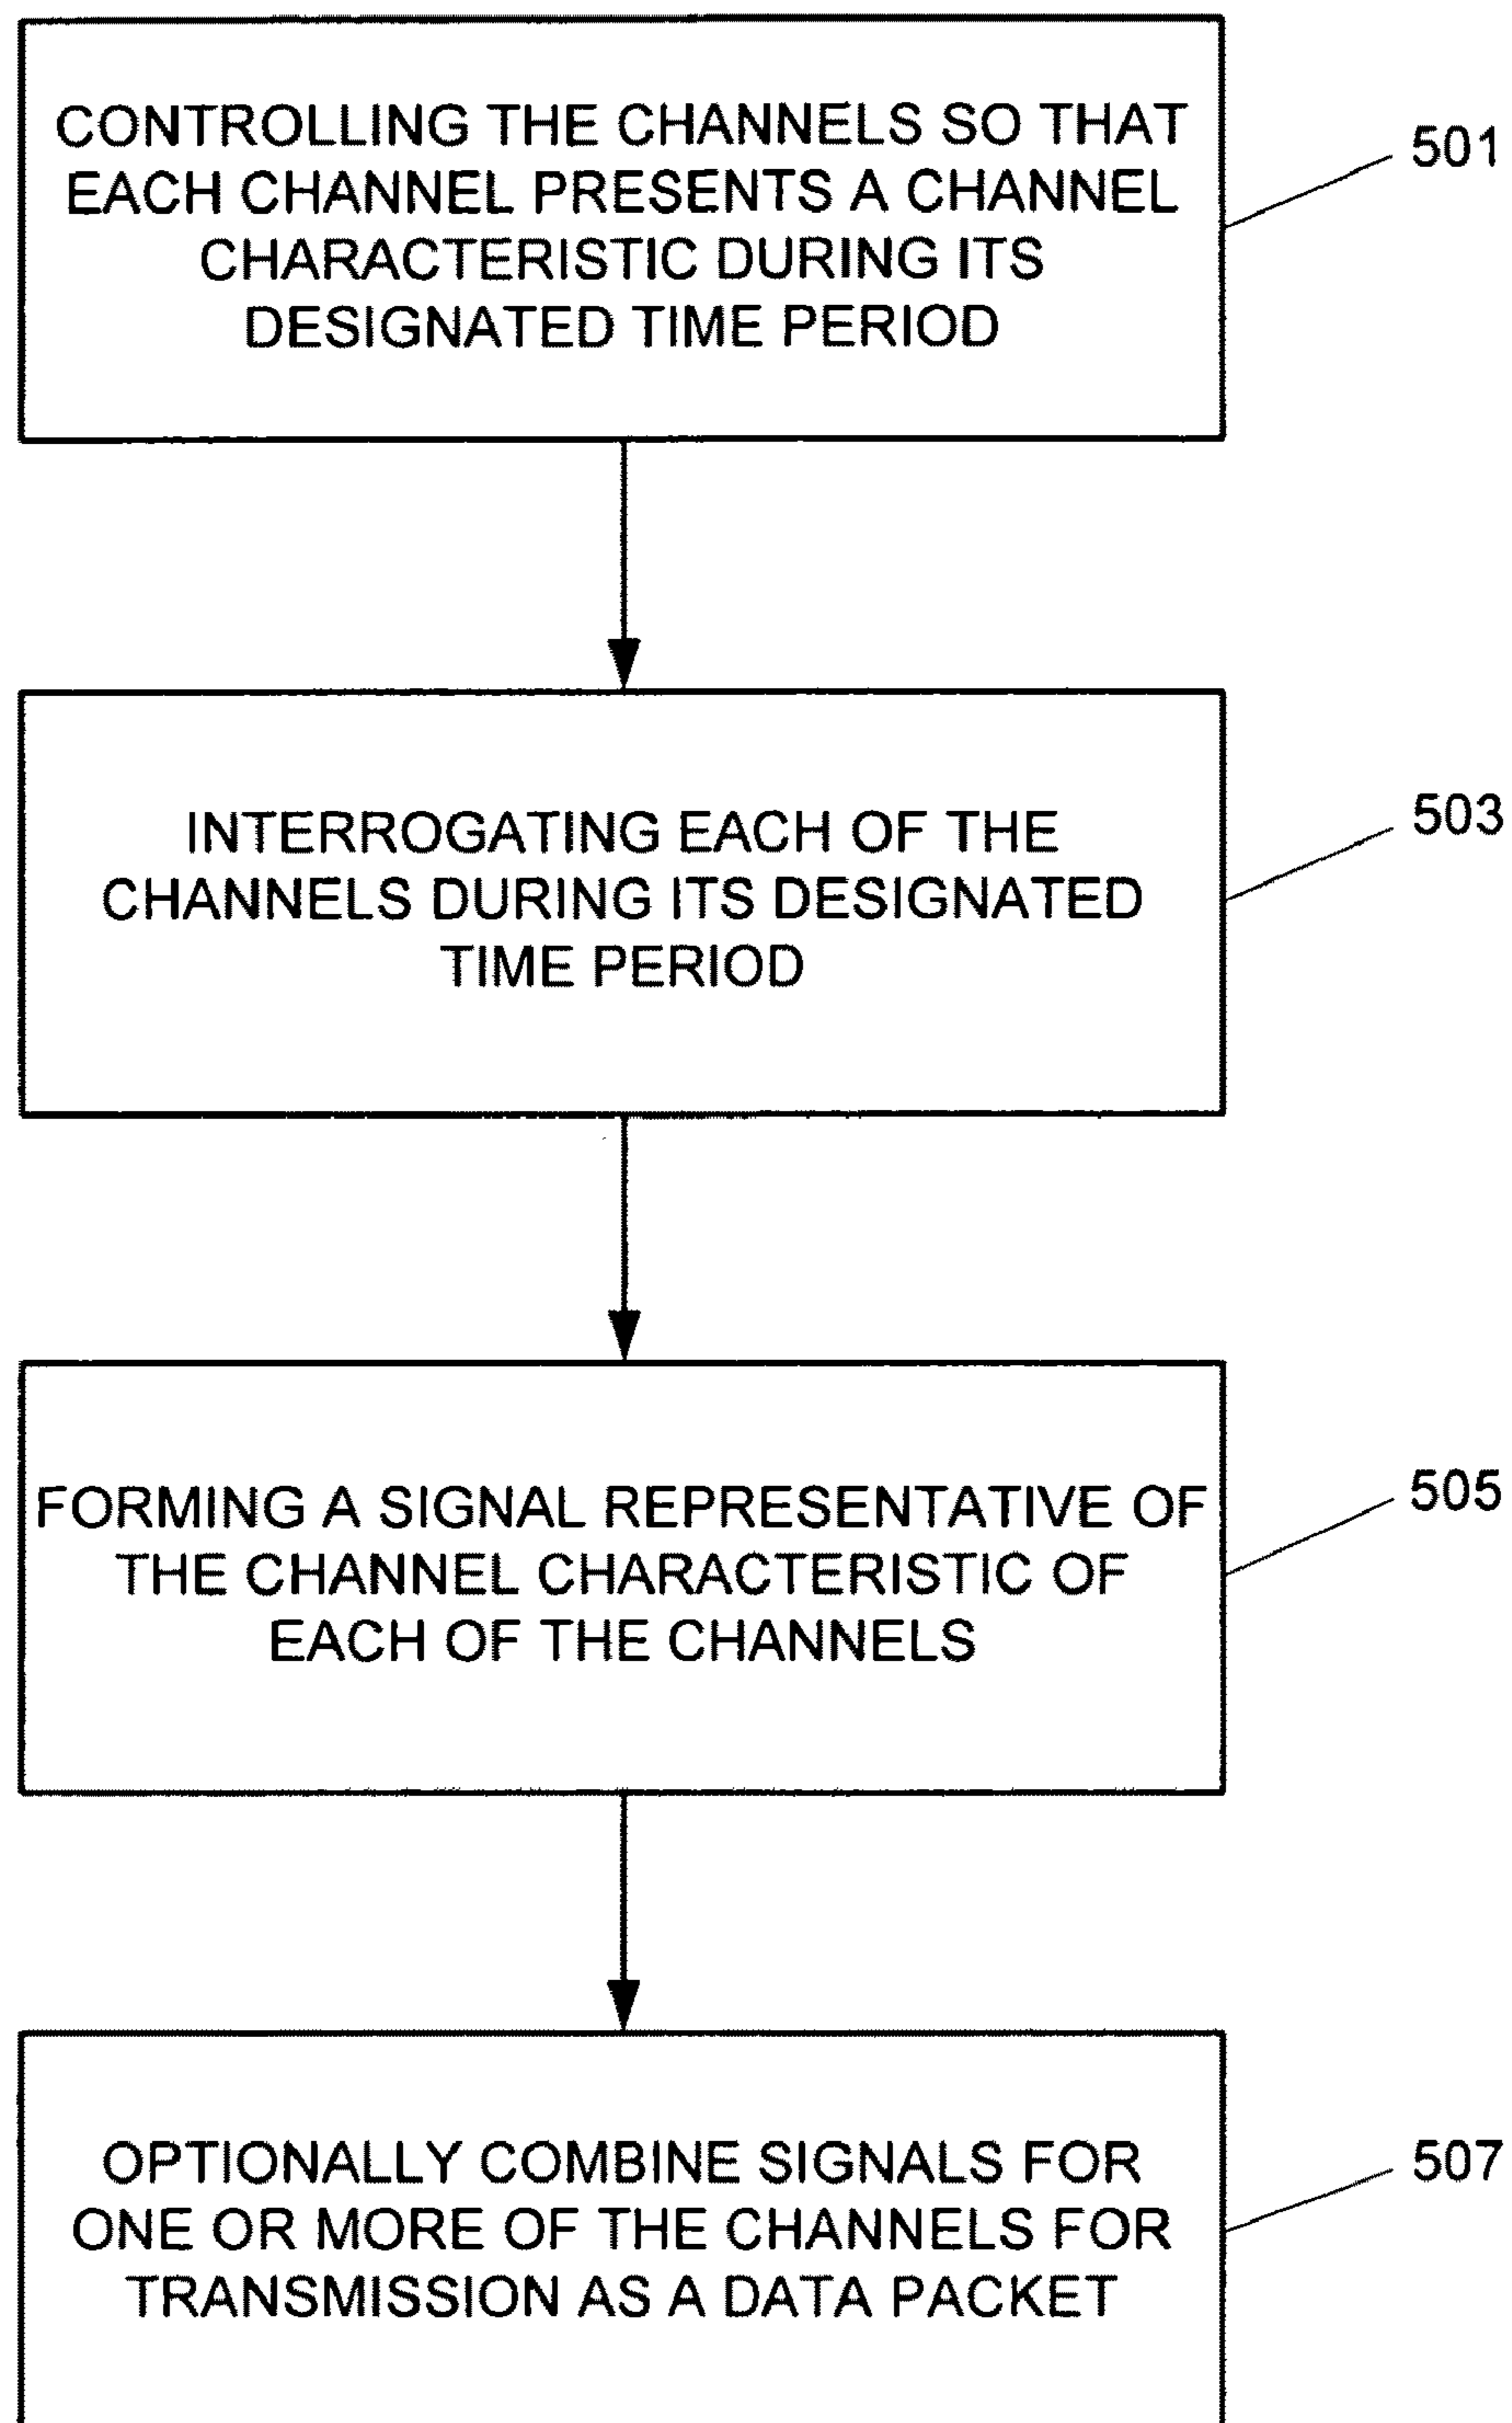 CONTROLLING THE CHANNELS SO THAT
EACH CHANNEL PRESENTS A CHANNEL
CHARACTERISTIC DURING ITS
DESIGNATED TIME PERIOD
501
INTERROGATING EACH OF THE
CHANNELS DURING ITS DESIGNATED
TIME PERIOD
503
FORMING A SIGNAL REPRESENTATIVE OF
THE CHANNEL CHARACTERISTIC OF
EACH OF THE CHANNELS
505
OPTIONALLY COMBINE SIGNALS FOR
ONE OR MORE OF THE CHANNELS FOR
TRANSMISSION AS A DATA PACKET
507